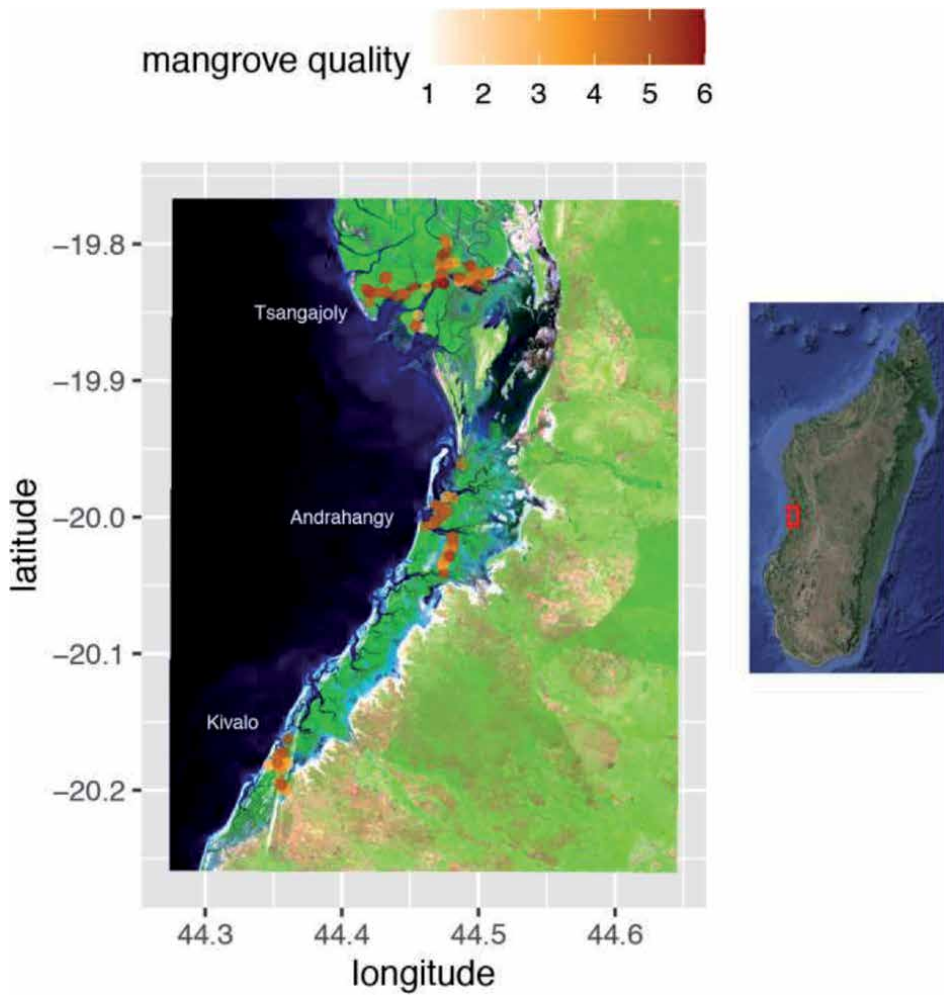 mangrove quality
1 2 3 4 5 6
−19.8
Tsangajoly
−19.9
Andrahangy
−20.0
−20.1
Kivalo
−20.2
latitude
44.3 44.4 44.5 44.6
longitude